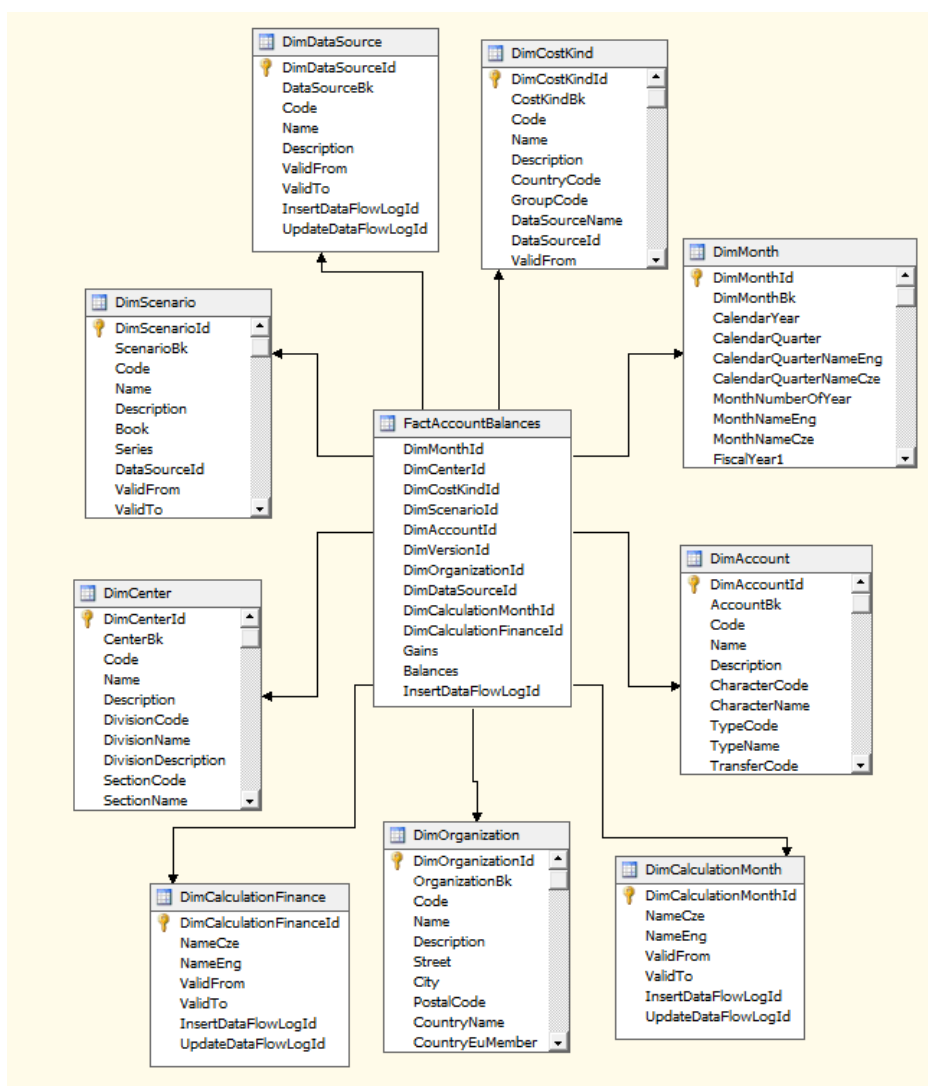 DimDataSource
DimDataSourceId
DataSourceBk
Code
Name
Description
ValidFrom
ValidTo
InsertDataFlowLogId
UpdateDataFlowLogId
DimCostKind
DimCostKindId
CostKindBk
Code
Name
Description
CountryCode
GroupCode
DataSourceName
DataSourceId
ValidFrom
DimMonth
DimMonthId
DimMonthBk
CalendarYear
CalendarQuarter
CalendarQuarterNameEng
CalendarQuarterNameCze
MonthNumberOfYear
MonthNameEng
MonthNameCze
FiscalYear1
DimScenario
DimScenarioId
ScenarioBk
Code
Name
Description
Book
Series
DataSourceId
ValidFrom
ValidTo
FactAccountBalances
DimMonthId
DimCenterId
DimCostKindId
DimScenarioId
DimAccountId
DimVersionId
DimOrganizationId
DimDataSourceId
DimCalculationMonthId
DimCalculationFinanceId
Gains
Balances
InsertDataFlowLogId
DimAccount
DimAccountId
AccountBk
Code
Name
Description
CharacterCode
CharacterName
TypeCode
TypeName
TransferCode
DimCenter
DimCenterId
CenterBk
Code
Name
Description
DivisionCode
DivisionName
DivisionDescription
SectionCode
SectionName
DimCalculationFinance
DimCalculationFinanceId
NameCze
NameEng
ValidFrom
ValidTo
InsertDataFlowLogId
UpdateDataFlowLogId
DimOrganization
DimOrganizationId
OrganizationBk
Code
Name
Description
Street
City
PostalCode
CountryName
CountryEuMember
DimCalculationMonth
DimCalculationMonthId
NameCze
NameEng
ValidFrom
ValidTo
InsertDataFlowLogId
UpdateDataFlowLogId